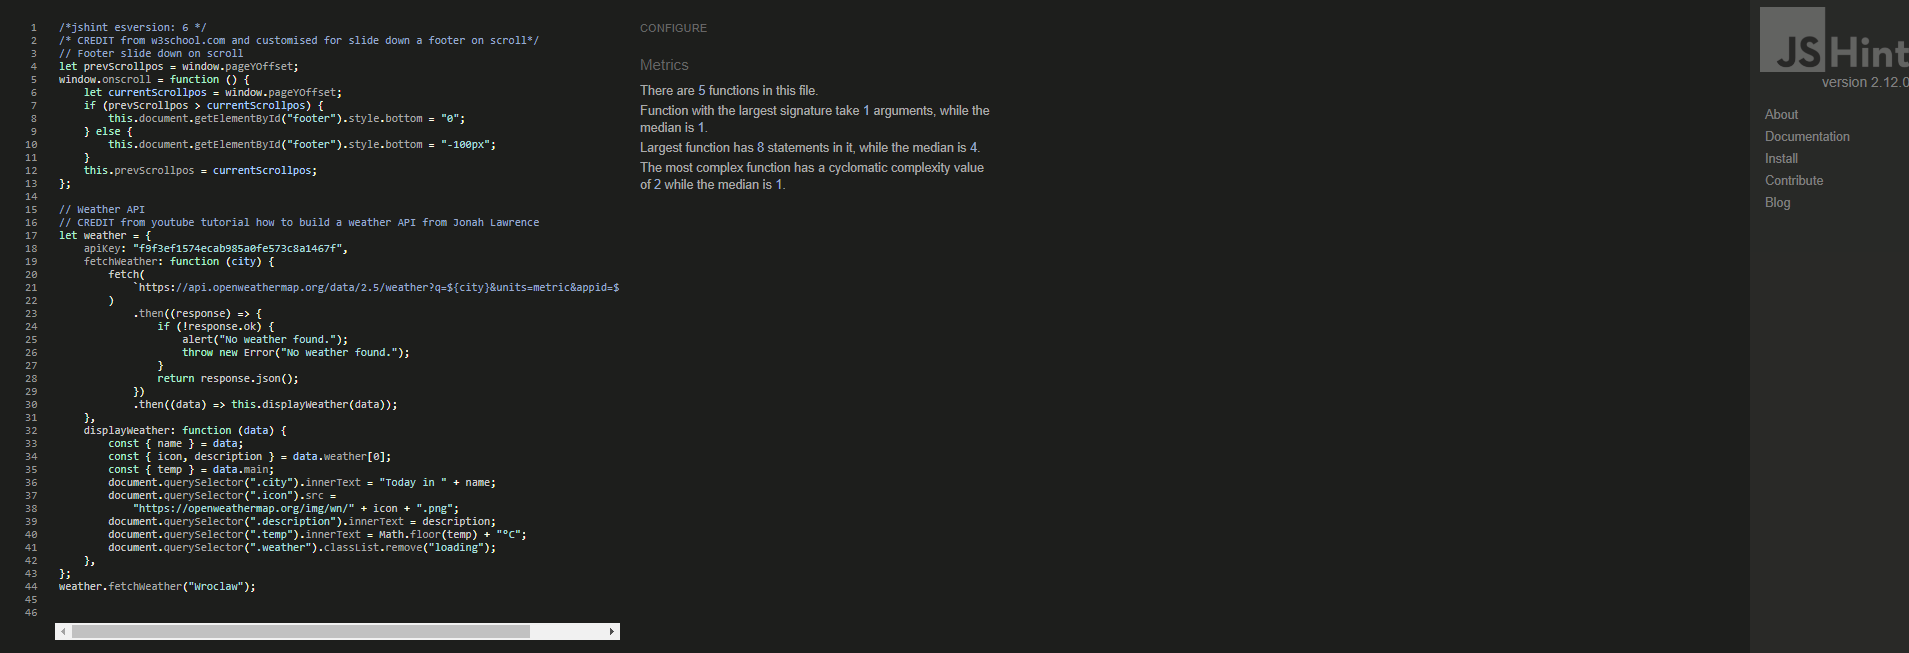 1 /*jshint esversion: 6 */
2 /* CREDIT from w3school.com and customised for slide down a footer on scroll*/
3 // Footer slide down on scroll
4 let prevScrollpos = window.pageYOffset;
5 window.onscroll = function () {
6     let currentScrollpos = window.pageYOffset;
7     if (prevScrollpos > currentScrollpos) {
8         this.document.getElementById("footer").style.bottom = "0";
9     } else {
10         this.document.getElementById("footer").style.bottom = "-100px";
11     }
12     this.prevScrollpos = currentScrollpos;
13 };
14
15 // Weather API
16 // CREDIT from youtube tutorial how to build a weather API from Jonah Lawrence
17 let weather = {
18     apiKey: "f9f3ef1574ecab985a0fe573c8a1467f",
19     fetchWeather: function (city) {
20         fetch(
21             `https://api.openweathermap.org/data/2.5/weather?q=${city}&units=metric&appid=$
22         )
23             .then((response) => {
24                 if (!response.ok) {
25                     alert("No weather found.");
26                     throw new Error("No weather found.");
27                 }
28                 return response.json();
29             })
30             .then((data) => this.displayWeather(data));
31     },
32     displayWeather: function (data) {
33         const { name } = data;
34         const { icon, description } = data.weather[0];
35         const { temp } = data.main;
36         document.querySelector(".city").innerText = "Today in " + name;
37         document.querySelector(".icon").src =
38             "https://openweathermap.org/img/wn/" + icon + ".png";
39         document.querySelector(".description").innerText = description;
40         document.querySelector(".temp").innerText = Math.floor(temp) + "°C";
41         document.querySelector(".weather").classList.remove("loading");
42     },
43 };
44 weather.fetchWeather("Wroclaw");
45
46
CONFIGURE
Metrics
There are 5 functions in this file.
Function with the largest signature take 1 arguments, while the
median is 1.
Largest function has 8 statements in it, while the median is 4.
The most complex function has a cyclomatic complexity value
of 2 while the median is 1.
JSHint
version 2.12.0
About
Documentation
Install
Contribute
Blog